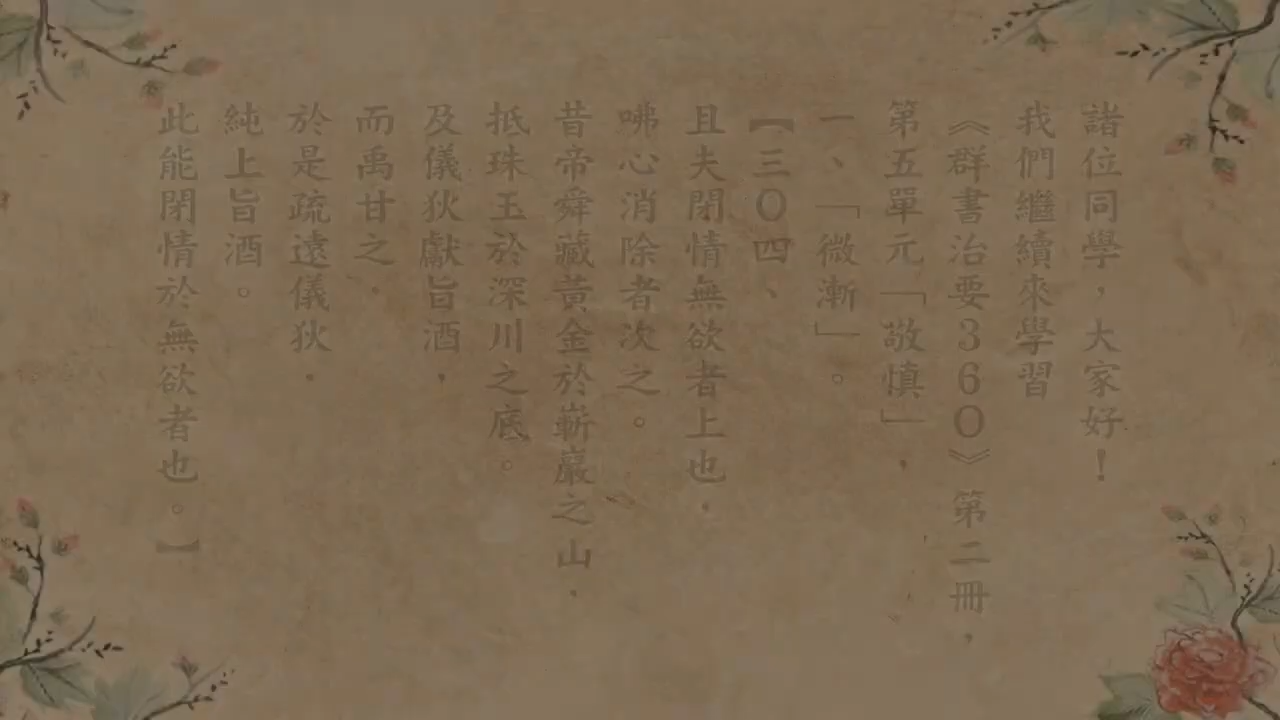 諸位同學，大家好！
我們繼續來學習
《群書治要３６０》第二冊，
第五單元「敬慎」，
一、「微漸」。
【三０四、
且夫閉情無欲者上也，
咈心消除者次之。
昔帝舜藏黃金於嶄巖之山，
抵珠玉於深川之底。
及儀狄獻旨酒，
而禹甘之，
於是疏遠儀狄，
純上旨酒。
此能閉情於無欲者也。】